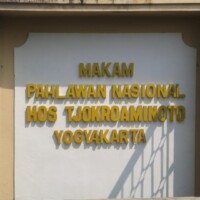 MAKAM
PAHLAWAN NASIONAL
HOS TJOKROAMINOTO
YOGYAKARTA